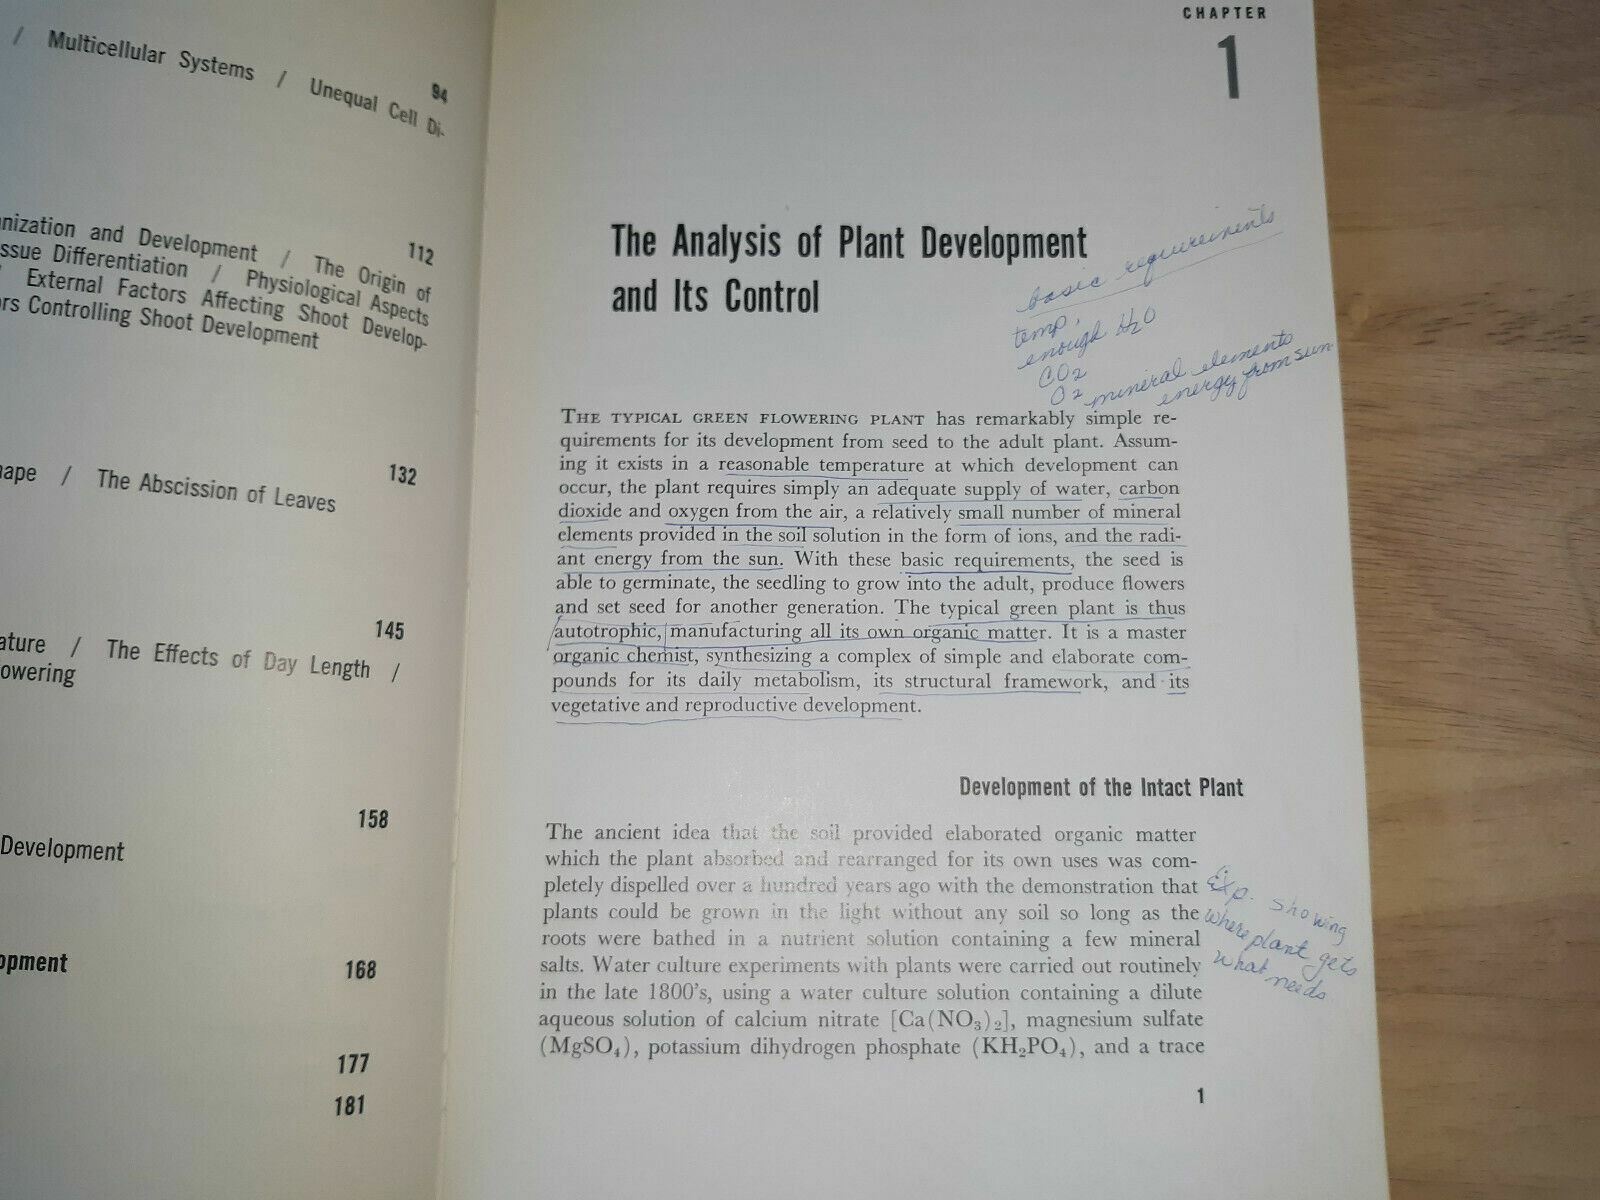 / Multicellular Systems / Unequal Cell Di-
94
nization and Development / The Origin of
112
ssue Differentiation / Physiological Aspects
External Factors Affecting Shoot Develop-
rs Controlling Shoot Development
ape / The Abscission of Leaves
132
ature / The Effects of Day Length /
145
owering
158
Development
opment
168
177
181
CHAPTER
1
The Analysis of Plant Development
and Its Control
basic requirements
temp,
enough H2O
CO2
O2
mineral elements
energy from sun
THE TYPICAL GREEN FLOWERING PLANT has remarkably simple re-
quirements for its development from seed to the adult plant. Assum-
ing it exists in a reasonable temperature at which development can
occur, the plant requires simply an adequate supply of water, carbon
dioxide and oxygen from the air, a relatively small number of mineral
elements provided in the soil solution in the form of ions, and the radi-
ant energy from the sun. With these basic requirements, the seed is
able to germinate, the seedling to grow into the adult, produce flowers
and set seed for another generation. The typical green plant is thus
autotrophic, manufacturing all its own organic matter. It is a master
organic chemist, synthesizing a complex of simple and elaborate com-
pounds for its daily metabolism, its structural framework, and its
vegetative and reproductive development.
Development of the Intact Plant
The ancient idea that the soil provided elaborated organic matter
which the plant absorbed and rearranged for its own uses was com-
pletely dispelled over a hundred years ago with the demonstration that
plants could be grown in the light without any soil so long as the
roots were bathed in a nutrient solution containing a few mineral
salts. Water culture experiments with plants were carried out routinely
in the late 1800's, using a water culture solution containing a dilute
aqueous solution of calcium nitrate [Ca(NO3)2], magnesium sulfate
(MgSO4), potassium dihydrogen phosphate (KH2PO4), and a trace
Exp. showing
where plant gets
what needs
1